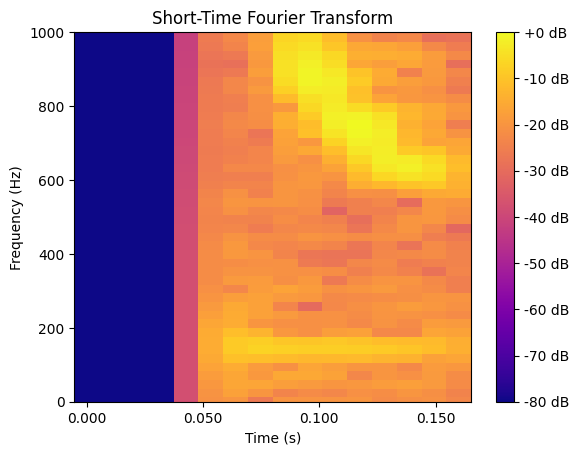 Short-Time Fourier Transform
1000
800
600
400
200
0
Frequency (Hz)
0.000
0.050
0.100
0.150
Time (s)
+0 dB
-10 dB
-20 dB
-30 dB
-40 dB
-50 dB
-60 dB
-70 dB
-80 dB